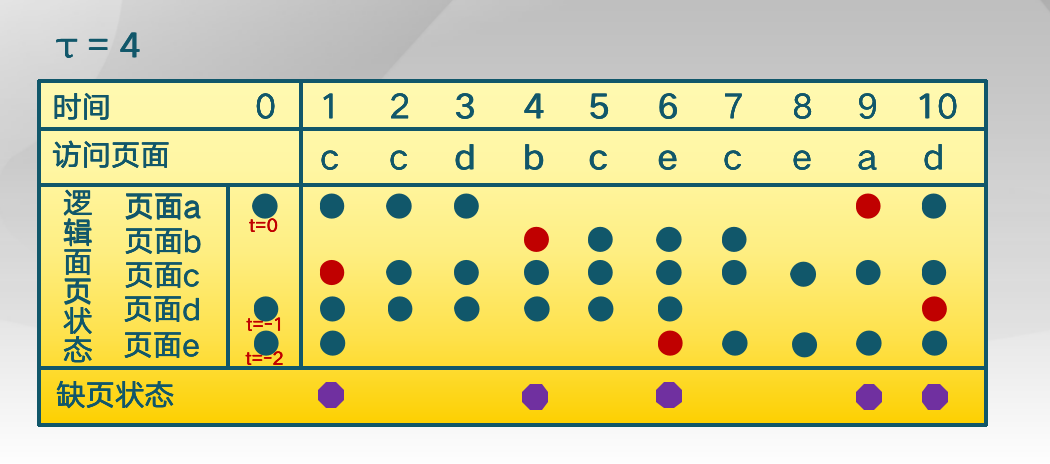 τ = 4
时间 0 1 2 3 4 5 6 7 8 9 10
访问页面 c c d b c e c e a d
逻辑页面状态
页面a
t=0
页面b
页面c
页面d
t=-1
页面e
t=-2
缺页状态